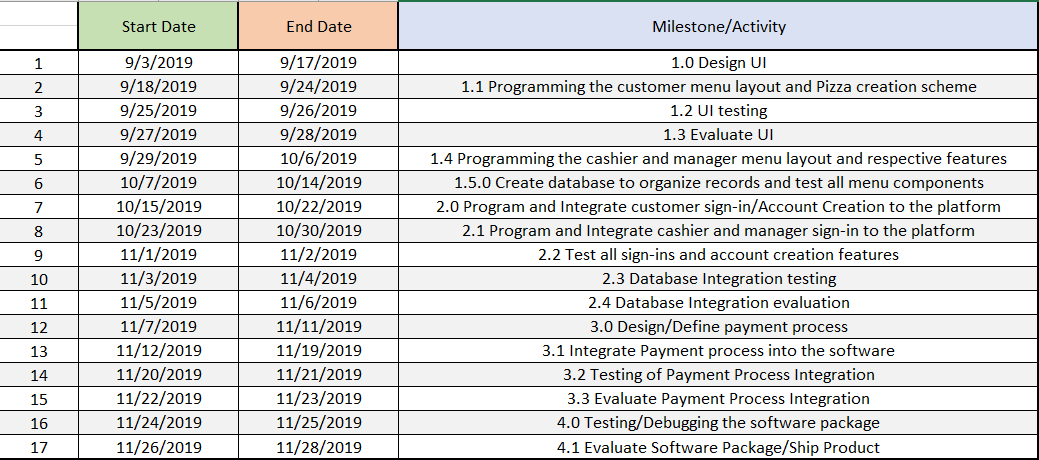 Start Date End Date Milestone/Activity
1 9/3/2019 9/17/2019 1.0 Design UI
2 9/18/2019 9/24/2019 1.1 Programming the customer menu layout and Pizza creation scheme
3 9/25/2019 9/26/2019 1.2 UI testing
4 9/27/2019 9/28/2019 1.3 Evaluate UI
5 9/29/2019 10/6/2019 1.4 Programming the cashier and manager menu layout and respective features
6 10/7/2019 10/14/2019 1.5.0 Create database to organize records and test all menu components
7 10/15/2019 10/22/2019 2.0 Program and Integrate customer sign-in/Account Creation to the platform
8 10/23/2019 10/30/2019 2.1 Program and Integrate cashier and manager sign-in to the platform
9 11/1/2019 11/2/2019 2.2 Test all sign-ins and account creation features
10 11/3/2019 11/4/2019 2.3 Database Integration testing
11 11/5/2019 11/6/2019 2.4 Database Integration evaluation
12 11/7/2019 11/11/2019 3.0 Design/Define payment process
13 11/12/2019 11/19/2019 3.1 Integrate Payment process into the software
14 11/20/2019 11/21/2019 3.2 Testing of Payment Process Integration
15 11/22/2019 11/23/2019 3.3 Evaluate Payment Process Integration
16 11/24/2019 11/25/2019 4.0 Testing/Debugging the software package
17 11/26/2019 11/28/2019 4.1 Evaluate Software Package/Ship Product